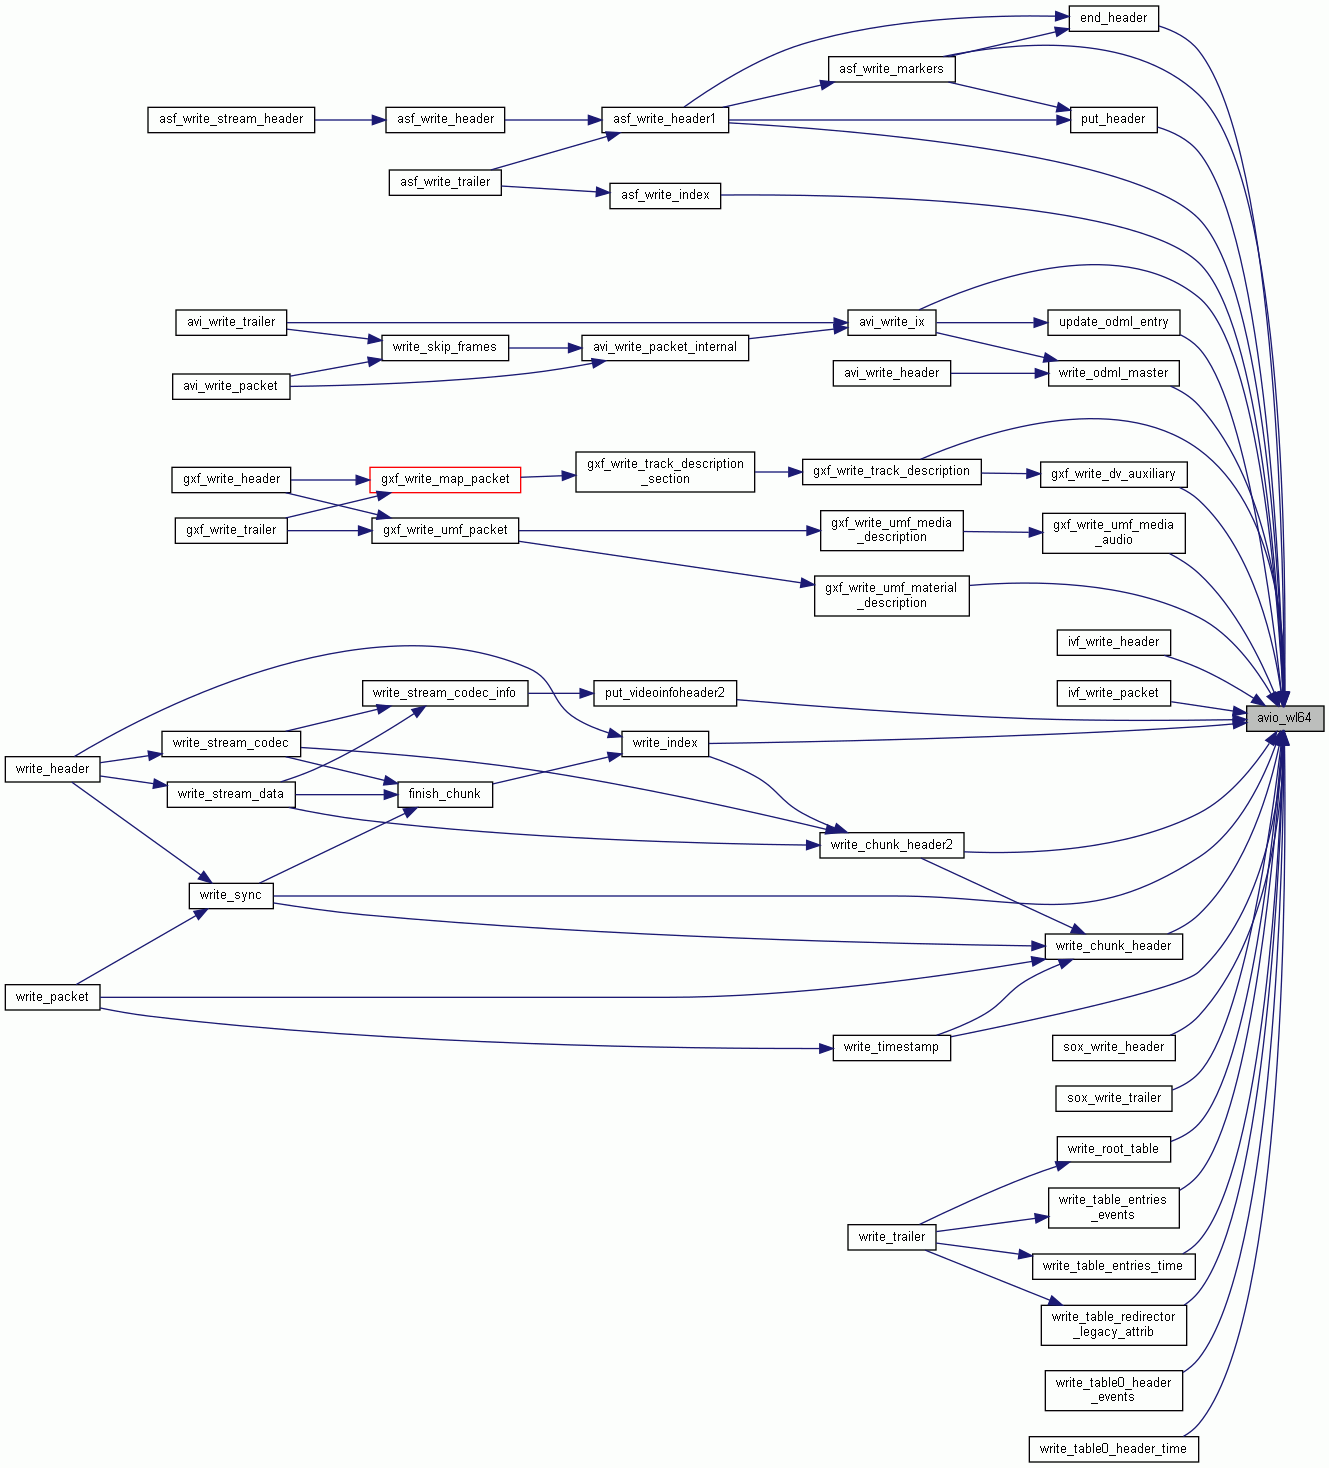 end_header
asf_write_markers
asf_write_stream_header
asf_write_header
asf_write_header1
put_header
asf_write_trailer
asf_write_index
avi_write_trailer
avi_write_ix
update_odml_entry
write_skip_frames
avi_write_packet_internal
avi_write_packet
avi_write_header
write_odml_master
gxf_write_header
gxf_write_map_packet
gxf_write_track_description
_section
gxf_write_track_description
gxf_write_dv_auxiliary
gxf_write_trailer
gxf_write_umf_packet
gxf_write_umf_media
_description
gxf_write_umf_media
_audio
gxf_write_umf_material
_description
ivf_write_header
write_stream_codec_info
put_videoinfoheader2
ivf_write_packet
avio_wl64
write_stream_codec
write_index
write_header
write_stream_data
finish_chunk
write_chunk_header2
write_sync
write_chunk_header
write_packet
write_timestamp
sox_write_header
sox_write_trailer
write_root_table
write_table_entries
_events
write_trailer
write_table_entries_time
write_table_redirector
_legacy_attrib
write_table0_header
_events
write_table0_header_time